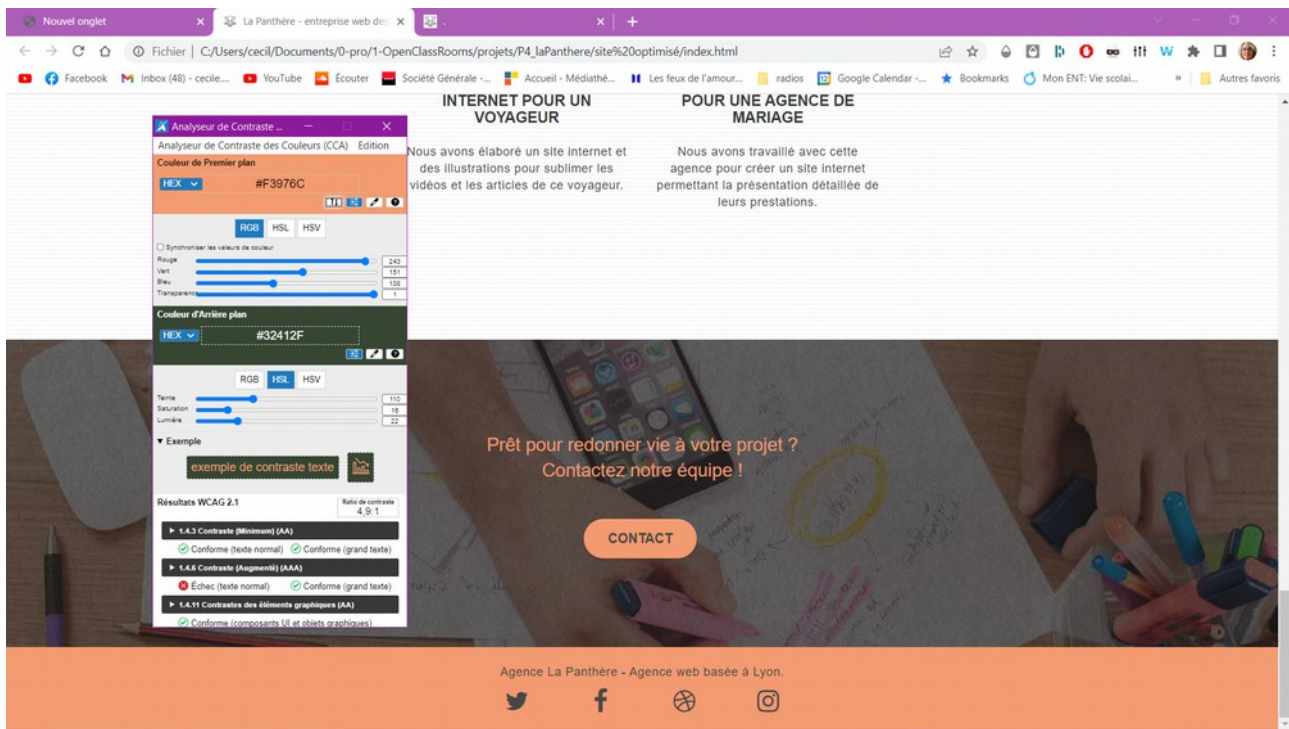 Nouvel onglet
La Panthère - entreprise web des
.
Fichier | C:/Users/cecil/Documents/0-pro/1-OpenClassRooms/projets/P4_laPanthere/site%20optimisé/index.html
Facebook
Inbox (48) - cecile....
YouTube
Écouter
Société Générale -...
Accueil - Médiathè...
Les feux de l'amour...
radios
Google Calendar -...
Bookmarks
Mon ENT: Vie scolai...
»
Autres favoris
INTERNET POUR UN
VOYAGEUR
Nous avons élaboré un site internet et
des illustrations pour sublimer les
vidéos et les articles de ce voyageur.
POUR UNE AGENCE DE
MARIAGE
Nous avons travaillé avec cette
agence pour créer un site internet
permettant la présentation détaillée de
leurs prestations.
Analyseur de Contraste ...
Analyseur de Contraste des Couleurs (CCA) Edition
Couleur de Premier plan
HEX #F3976C
RGB HSL HSV
Synchroniser les valeurs de couleur
Rouge 243
Vert 151
Bleu 108
Transparence 1
Couleur d'Arrière plan
HEX #32412F
RGB HSL HSV
Teinte 110
Saturation 16
Lumière 22
Exemple
exemple de contraste texte
Résultats WCAG 2.1
Ratio de contraste
4,9:1
1.4.3 Contraste (Minimum) (AA)
Conforme (texte normal) Conforme (grand texte)
1.4.6 Contraste (Augmenté) (AAA)
Échec (texte normal) Conforme (grand texte)
1.4.11 Contrastes des éléments graphiques (AA)
Conforme (composants UI et objets graphiques)
Prêt pour redonner vie à votre projet ?
Contactez notre équipe !
CONTACT
Agence La Panthère - Agence web basée à Lyon.